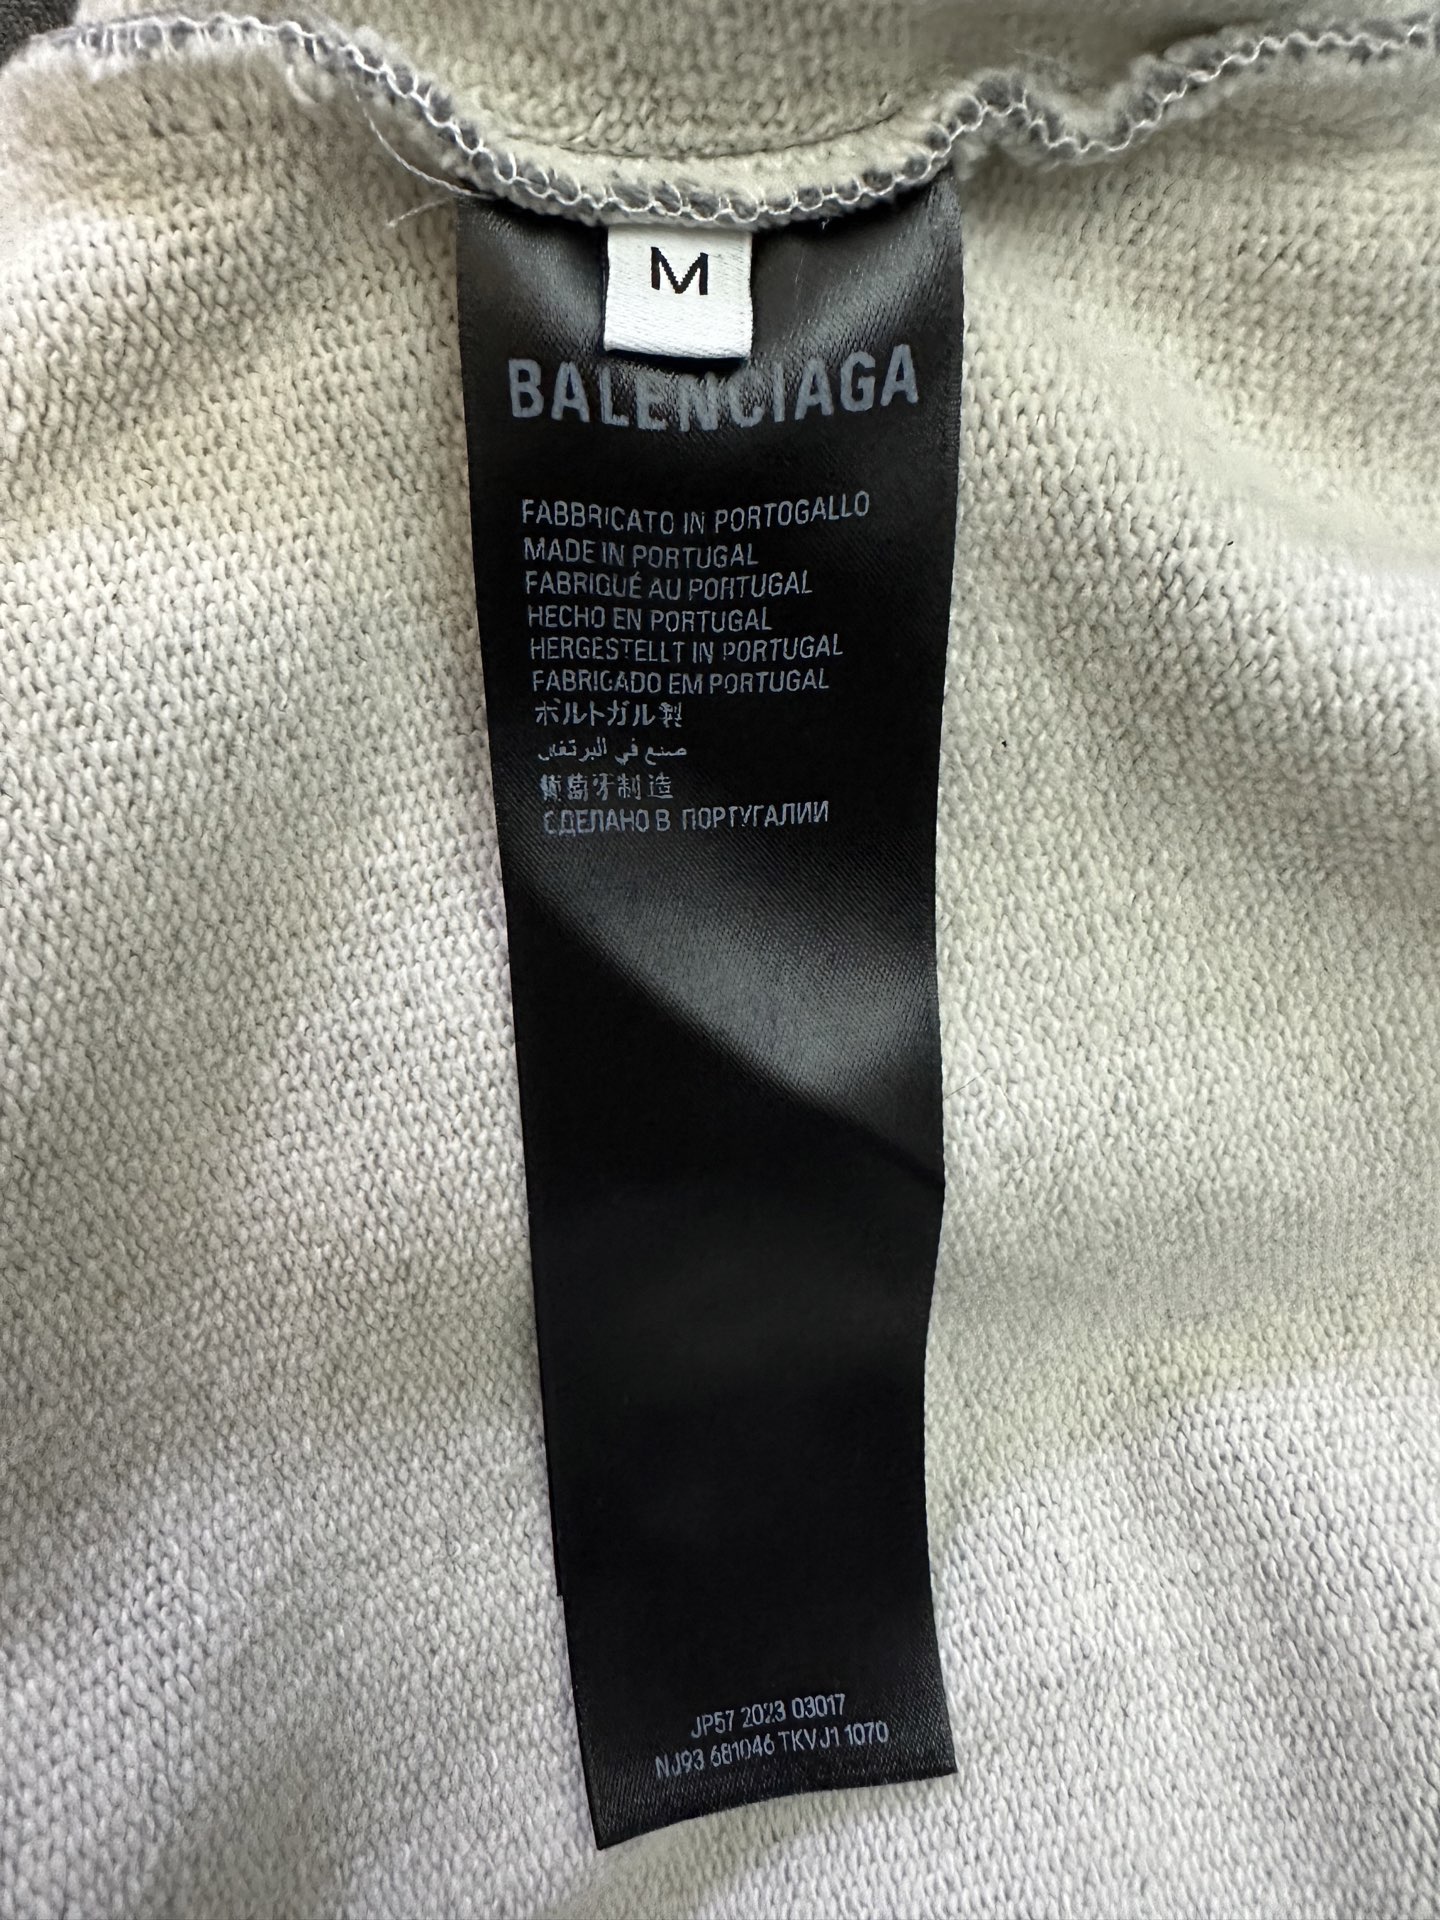 M
BALENCIAGA
FABBRICATO IN PORTOGALLO
MADE IN PORTUGAL
FABRIQUÉ AU PORTUGAL
HECHO EN PORTUGAL
HERGESTELLT IN PORTUGAL
FABRICADO EM PORTUGAL
ポルトガル製
صنع في البرتغال
葡萄牙制造
СДЕЛАНО В ПОРТУГАЛИИ
JP57 2023 03017
NJ93 681046 TKVJ1 1070